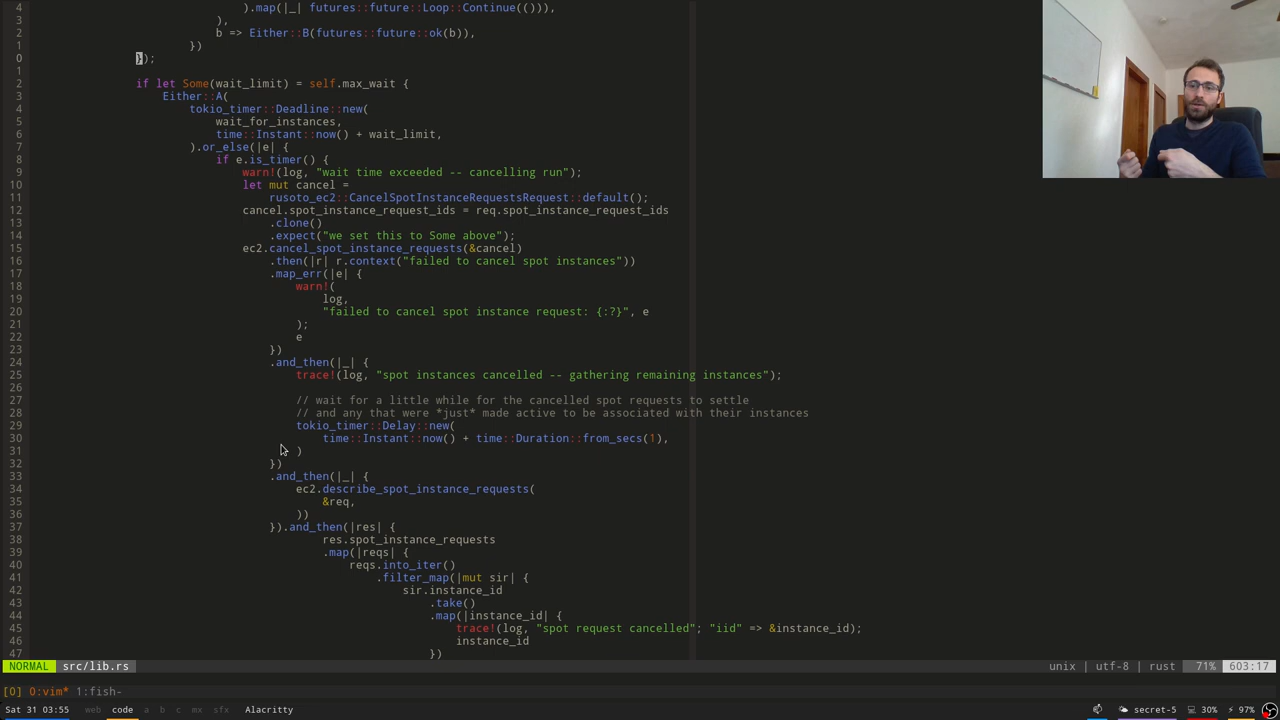 4 ).map(|_| futures::future::Loop::Continue(())),
3 ),
2 b => Either::B(futures::future::ok(b)),
1 })
0 });
1
2 if let Some(wait_limit) = self.max_wait {
3 Either::A(
4 tokio_timer::Deadline::new(
5 wait_for_instances,
6 time::Instant::now() + wait_limit,
7 ).or_else(|e| {
8 if e.is_timer() {
9 warn!(log, "wait time exceeded -- cancelling run");
10 let mut cancel =
11 rusoto_ec2::CancelSpotInstanceRequestsRequest::default();
12 cancel.spot_instance_request_ids = req.spot_instance_request_ids
13 .clone()
14 .expect("we set this to Some above");
15 ec2.cancel_spot_instance_requests(&cancel)
16 .then(|r| r.context("failed to cancel spot instances"))
17 .map_err(|e| {
18 warn!(
19 log,
20 "failed to cancel spot instance request: {:?}", e
21 );
22 e
23 })
24 .and_then(|_| {
25 trace!(log, "spot instances cancelled -- gathering remaining instances");
26
27 // wait for a little while for the cancelled spot requests to settle
28 // and any that were *just* made active to be associated with their instances
29 tokio_timer::Delay::new(
30 time::Instant::now() + time::Duration::from_secs(1),
31 )
32 })
33 .and_then(|_| {
34 ec2.describe_spot_instance_requests(
35 &req,
36 ))
37 }).and_then(|res| {
38 res.spot_instance_requests
39 .map(|reqs| {
40 reqs.into_iter()
41 .filter_map(|mut sir| {
42 sir.instance_id
43 .take()
44 .map(|instance_id| {
45 trace!(log, "spot request cancelled"; "iid" => &instance_id);
46 instance_id
47 })
NORMAL src/lib.rs unix | utf-8 | rust 71% 603:17
[0] 0:vim* 1:fish-
Sat 31 03:55 web code a b c mx sfx Alacritty secret-5 30% 97%